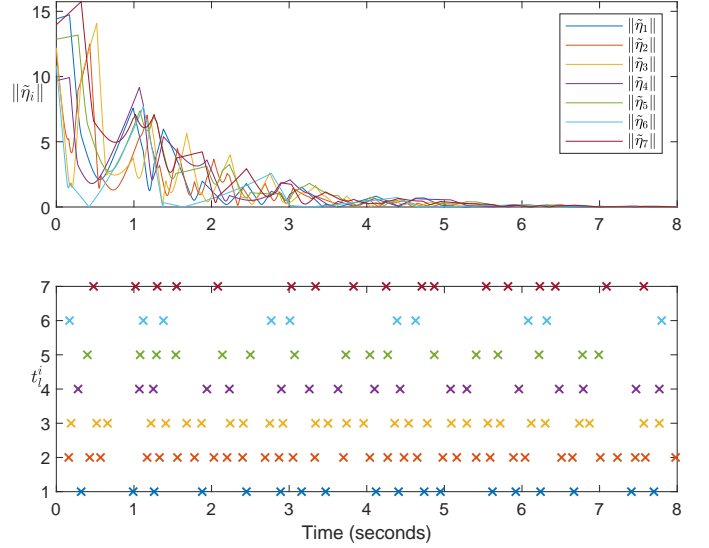 15
10
5
0
‖η̃ᵢ‖
0 1 2 3 4 5 6 7 8
‖η̃₁‖
‖η̃₂‖
‖η̃₃‖
‖η̃₄‖
‖η̃₅‖
‖η̃₆‖
‖η̃₇‖
7
6
5
4
3
2
1
tₗⁱ
0 1 2 3 4 5 6 7 8
Time (seconds)